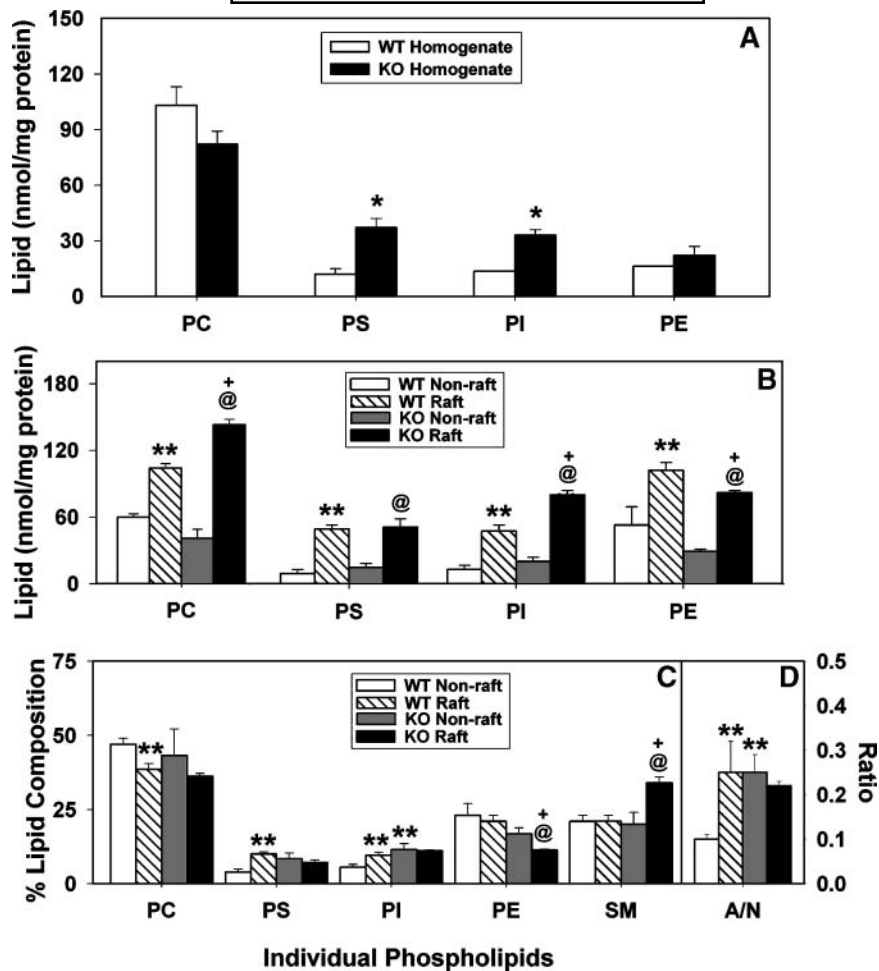 A
WT Homogenate
KO Homogenate
Lipid (nmol/mg protein)
150
120
90
60
30
0
*
*
PC PS PI PE
B
WT Non-raft
WT Raft
KO Non-raft
KO Raft
Lipid (nmol/mg protein)
180
120
60
0
**
+
@
**
@
**
+
@
**
+
@
PC PS PI PE
C
D
WT Non-raft
WT Raft
KO Non-raft
KO Raft
% Lipid Composition
75
50
25
0
**
**
**
**
+
@
+
@
**
**
0.5
0.4
0.3
0.2
0.1
0.0
Ratio
PC PS PI PE SM A/N
Individual Phospholipids